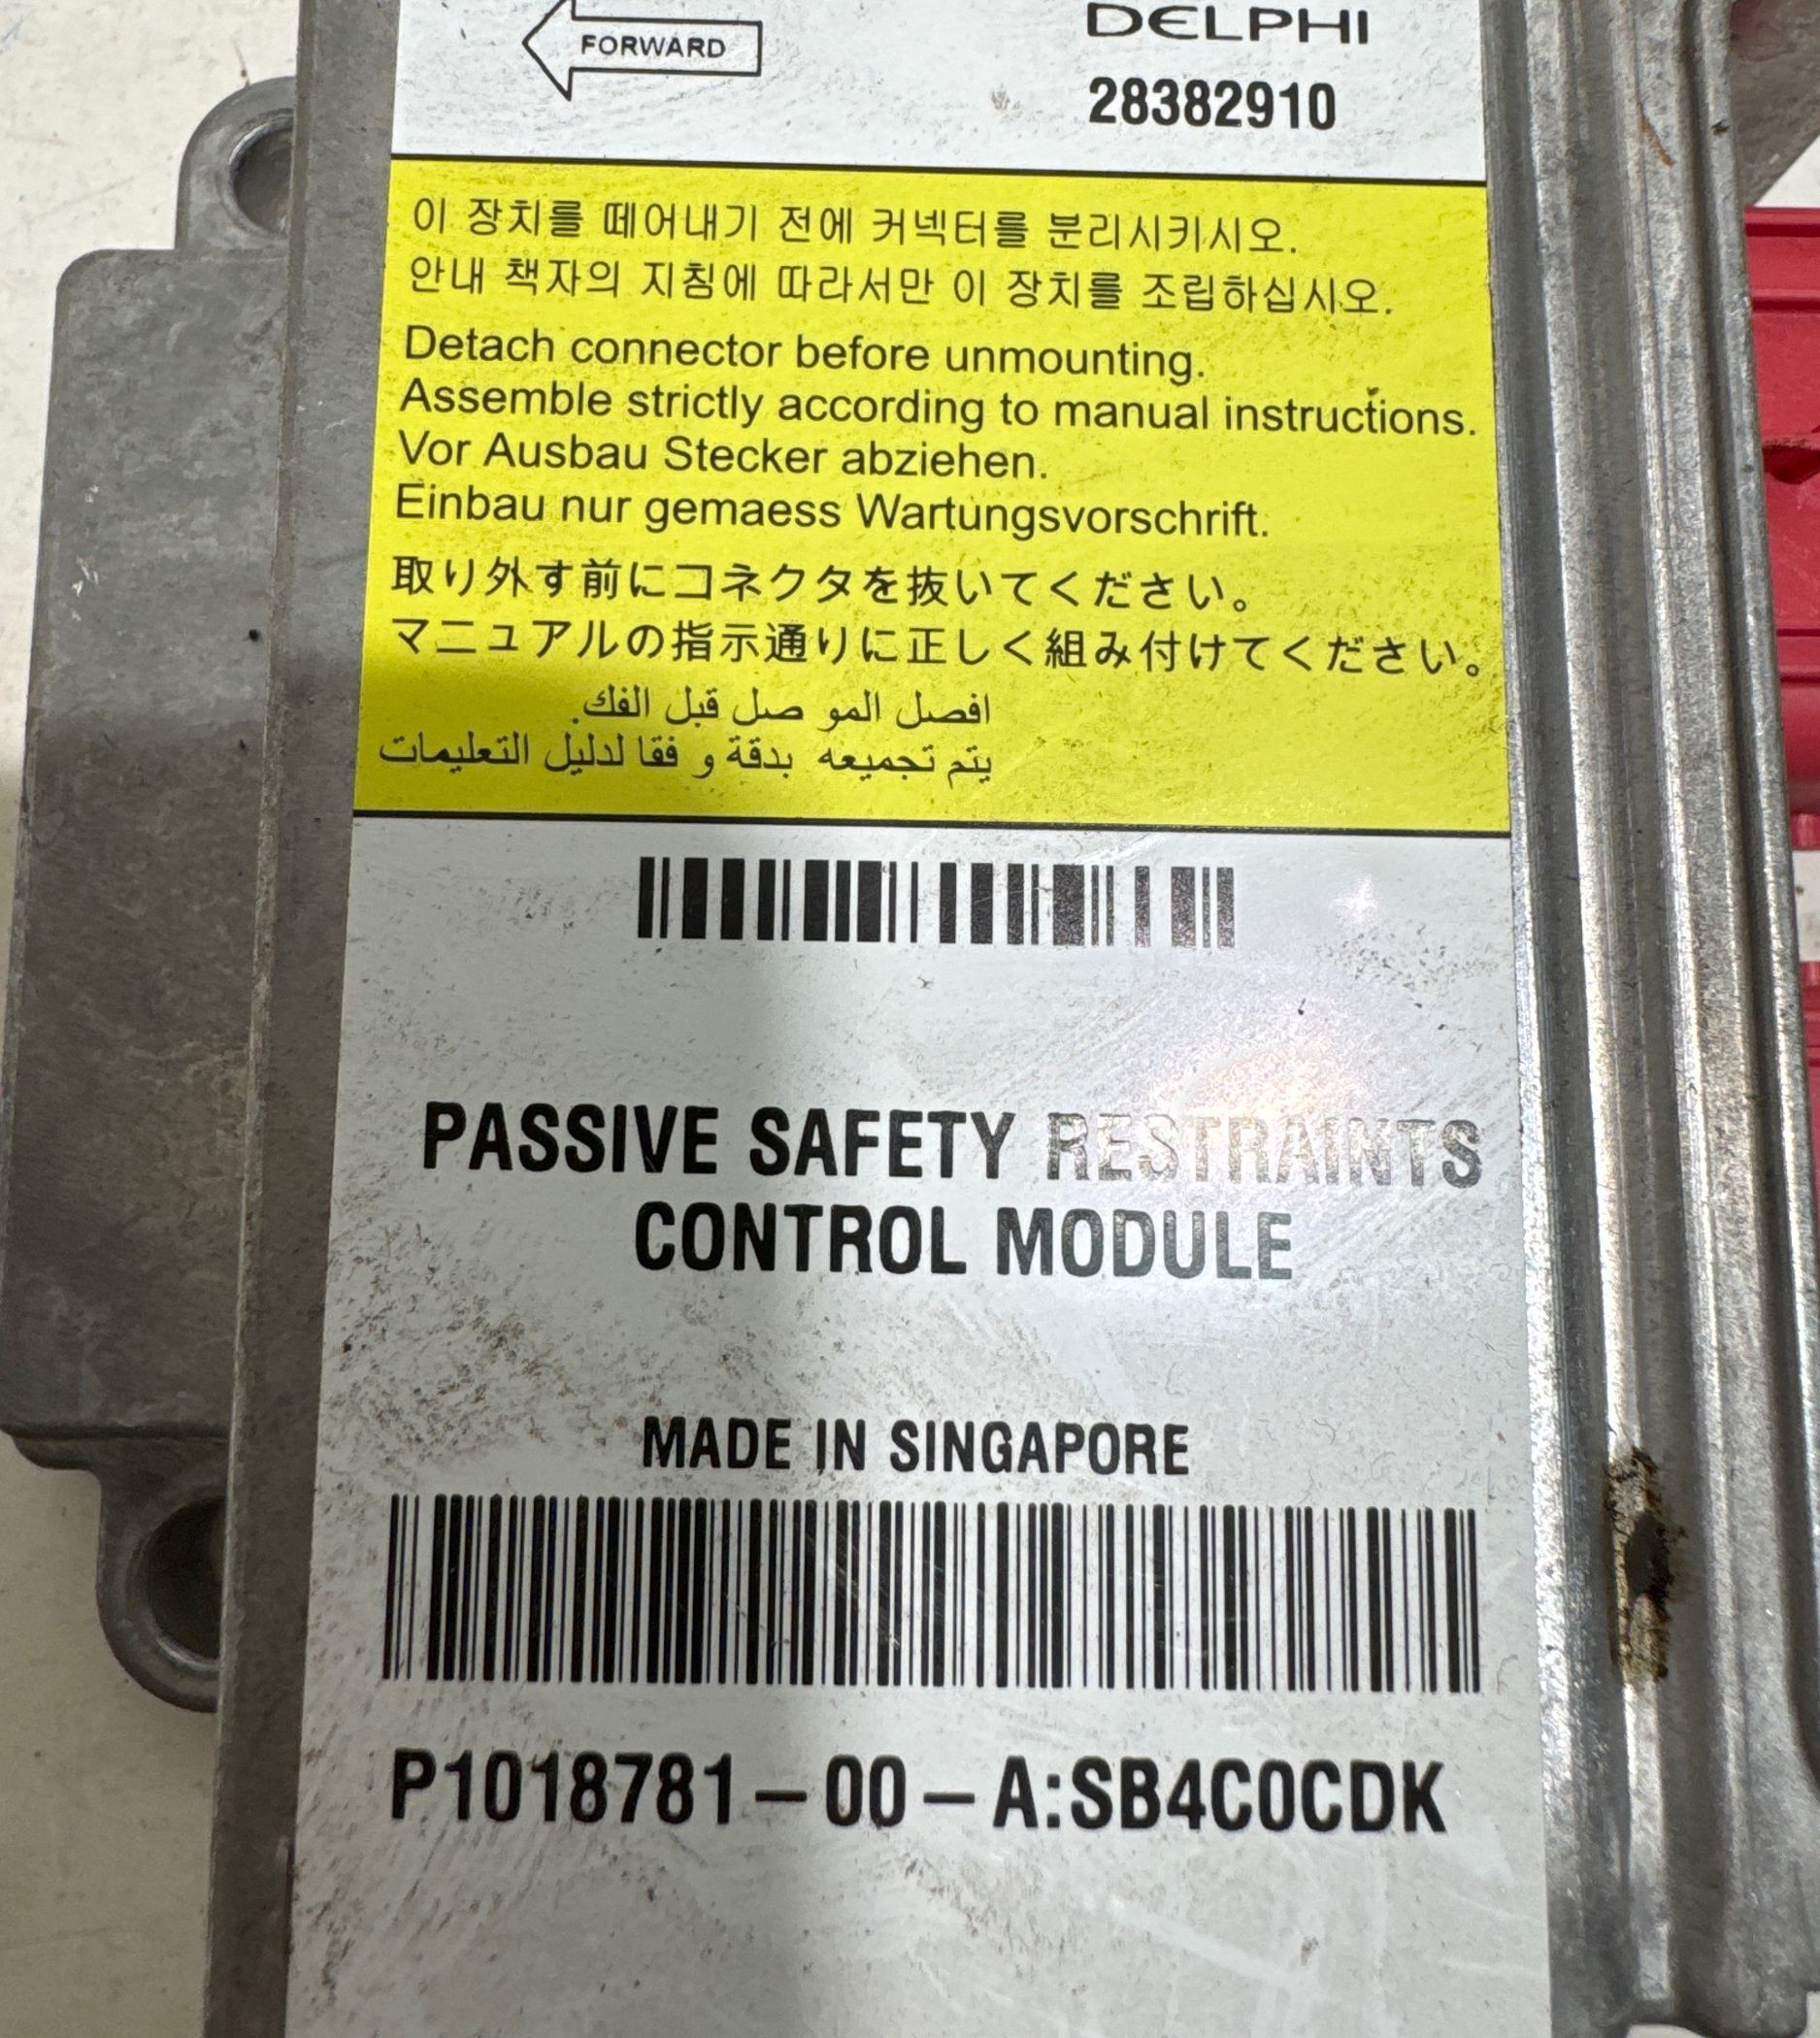 FORWARD
DELPHI
28382910
이 장치를 떼어내기 전에 커넥터를 분리시키시오.
안내 책자의 지침에 따라서만 이 장치를 조립하십시오.
Detach connector before unmounting.
Assemble strictly according to manual instructions.
Vor Ausbau Stecker abziehen.
Einbau nur gemaess Wartungsvorschrift.
取り外す前にコネクタを抜いてください。
マニュアルの指示通りに正しく組み付けてください。
افصل المو صل قبل الفك.
يتم تجميعه بدقة و فقا لدليل التعليمات
PASSIVE SAFETY RESTRAINTS
CONTROL MODULE
MADE IN SINGAPORE
P1018781-00-A:SB4C0CDK